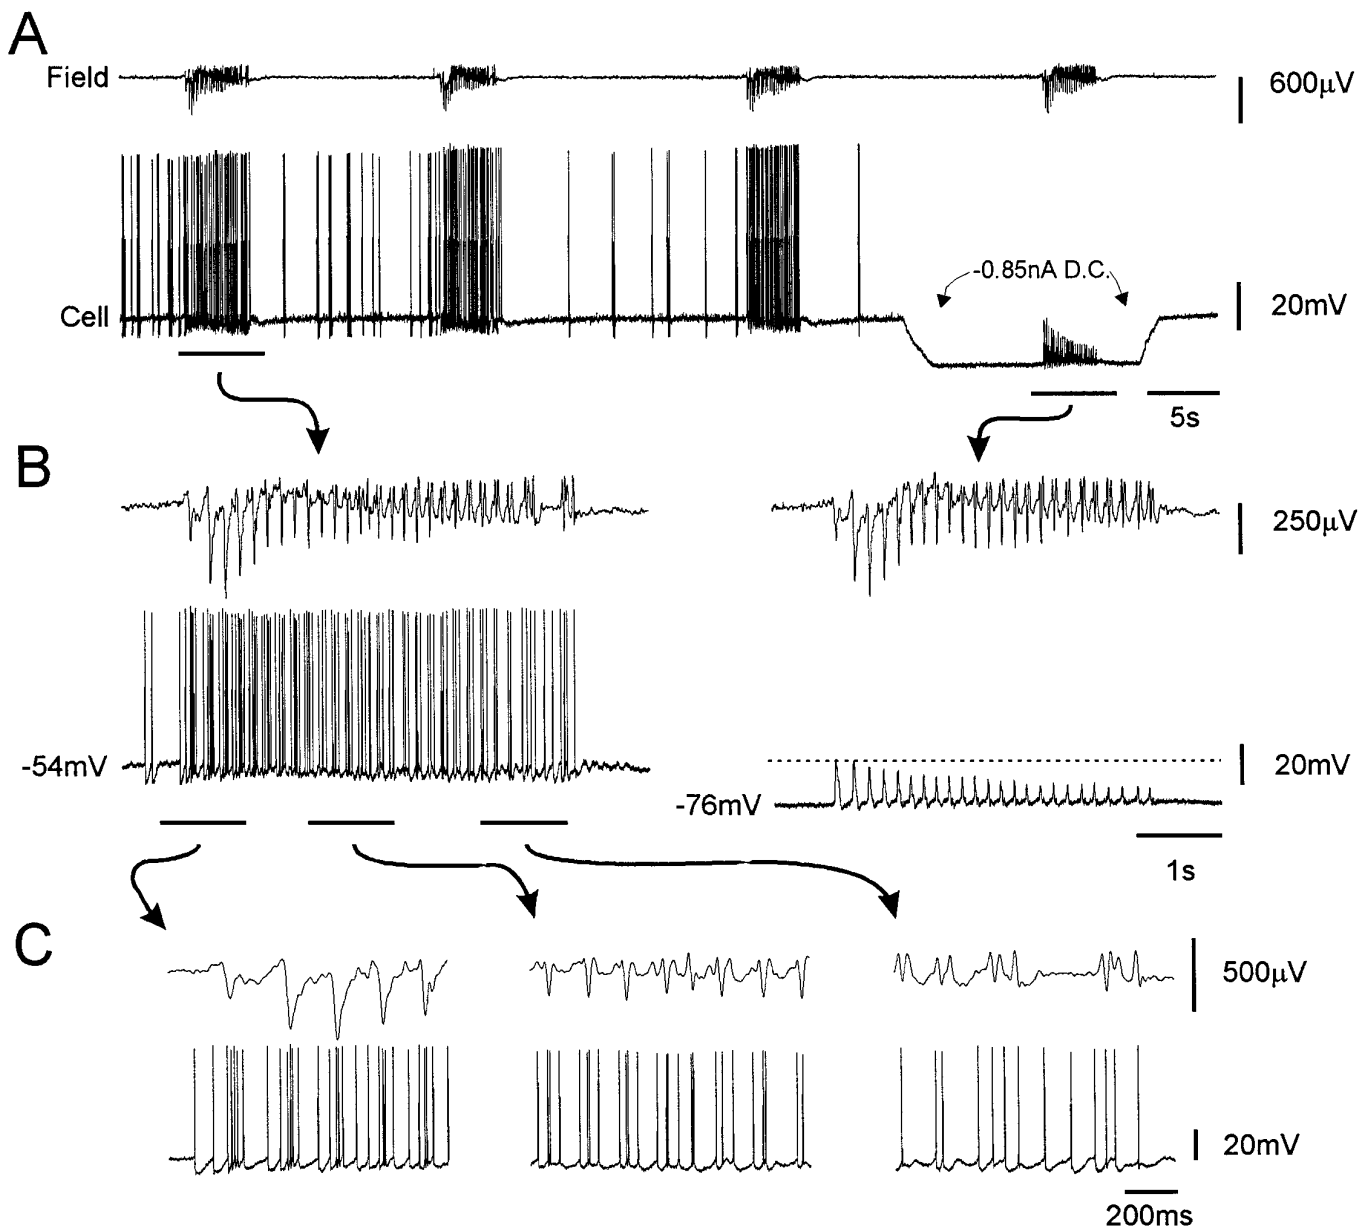 A
Field
600μV
-0.85nA D.C.
Cell
20mV
5s
B
250μV
-54mV
20mV
-76mV
1s
C
500μV
20mV
200ms